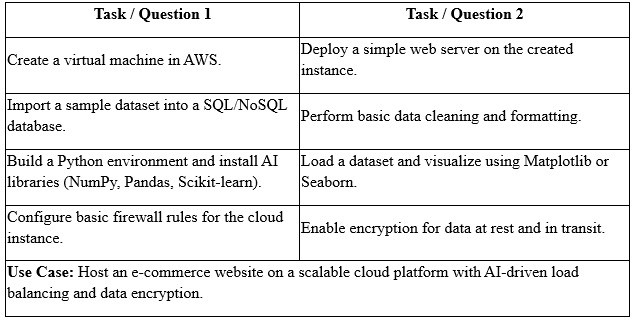 Task / Question 1
Task / Question 2
Create a virtual machine in AWS.
Deploy a simple web server on the created
instance.
Import a sample dataset into a SQL/NoSQL
database.
Perform basic data cleaning and formatting.
Build a Python environment and install AI
libraries (NumPy, Pandas, Scikit-learn).
Load a dataset and visualize using Matplotlib or
Seaborn.
Configure basic firewall rules for the cloud
instance.
Enable encryption for data at rest and in transit.
Use Case: Host an e-commerce website on a scalable cloud platform with AI-driven load
balancing and data encryption.